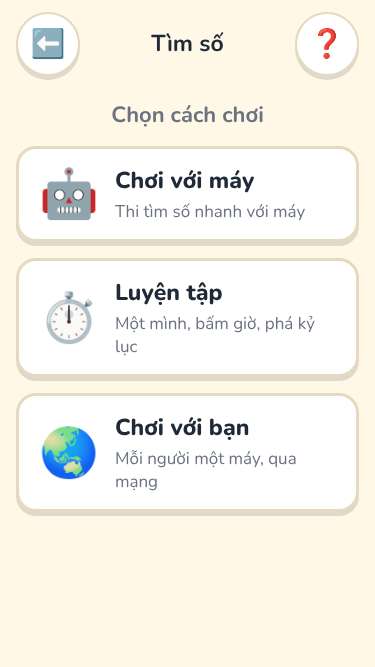 Tìm số
Chọn cách chơi
Chơi với máy
Thi tìm số nhanh với máy
Luyện tập
Một mình, bấm giờ, phá kỷ
lục
Chơi với bạn
Mỗi người một máy, qua
mạng